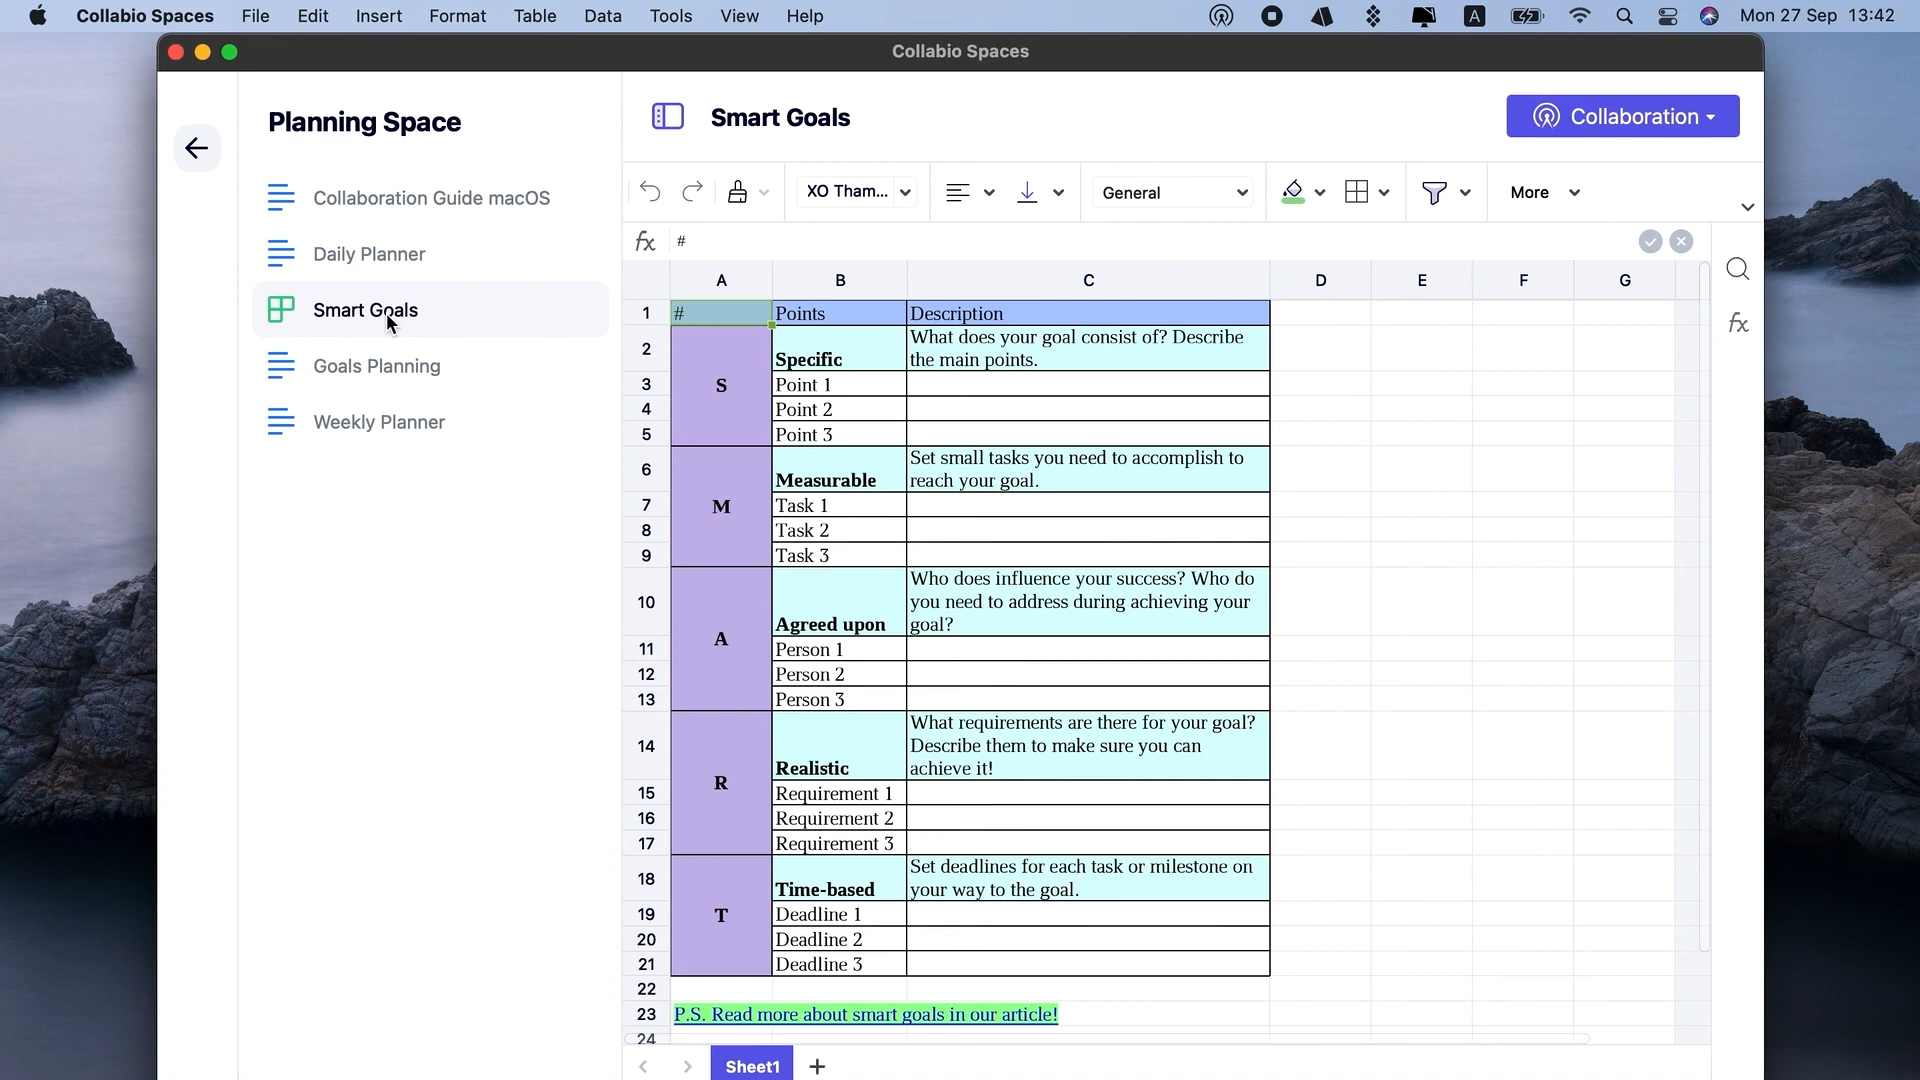 Collabio Spaces File Edit Insert Format Table Data Tools View Help A Mon 27 Sep 13:42
Collabio Spaces
Planning Space
Collaboration Guide macOS
Daily Planner
Smart Goals
Goals Planning
Weekly Planner
Smart Goals
Collaboration
XO Tham...
General
More
fx #
fx
A B C D E F G
1 # Points Description
2 Specific What does your goal consist of? Describe
the main points.
S
3 Point 1
4 Point 2
5 Point 3
6 Measurable Set small tasks you need to accomplish to
reach your goal.
M
7 Task 1
8 Task 2
9 Task 3
10 Agreed upon Who does influence your success? Who do
you need to address during achieving your
goal?
A
11 Person 1
12 Person 2
13 Person 3
14 Realistic What requirements are there for your goal?
Describe them to make sure you can
achieve it!
R
15 Requirement 1
16 Requirement 2
17 Requirement 3
18 Time-based Set deadlines for each task or milestone on
your way to the goal.
T
19 Deadline 1
20 Deadline 2
21 Deadline 3
22
23 P.S. Read more about smart goals in our article!
24
Sheet1